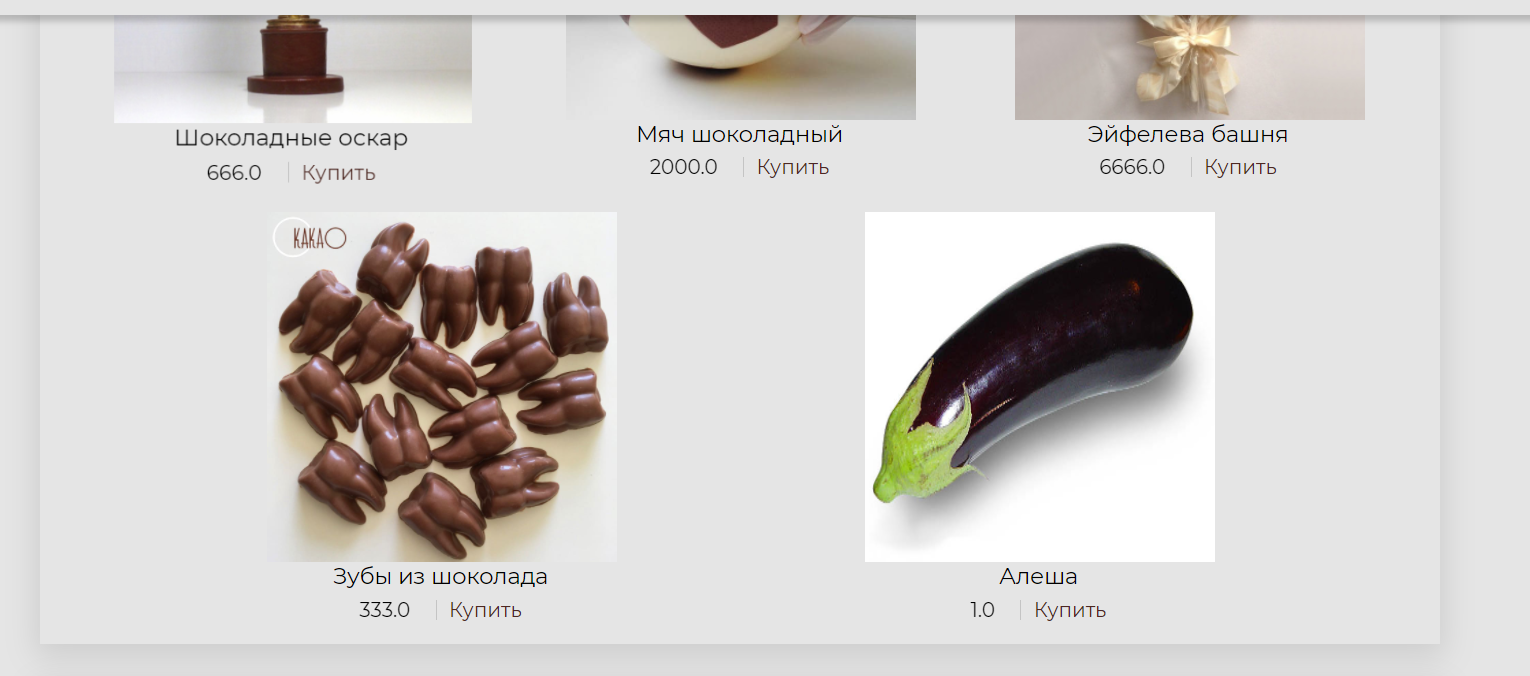 Шоколадные оскар
666.0 Купить
Мяч шоколадный
2000.0 Купить
Эйфелева башня
6666.0 Купить
KAKAO
Зубы из шоколада
333.0 Купить
Алеша
1.0 Купить